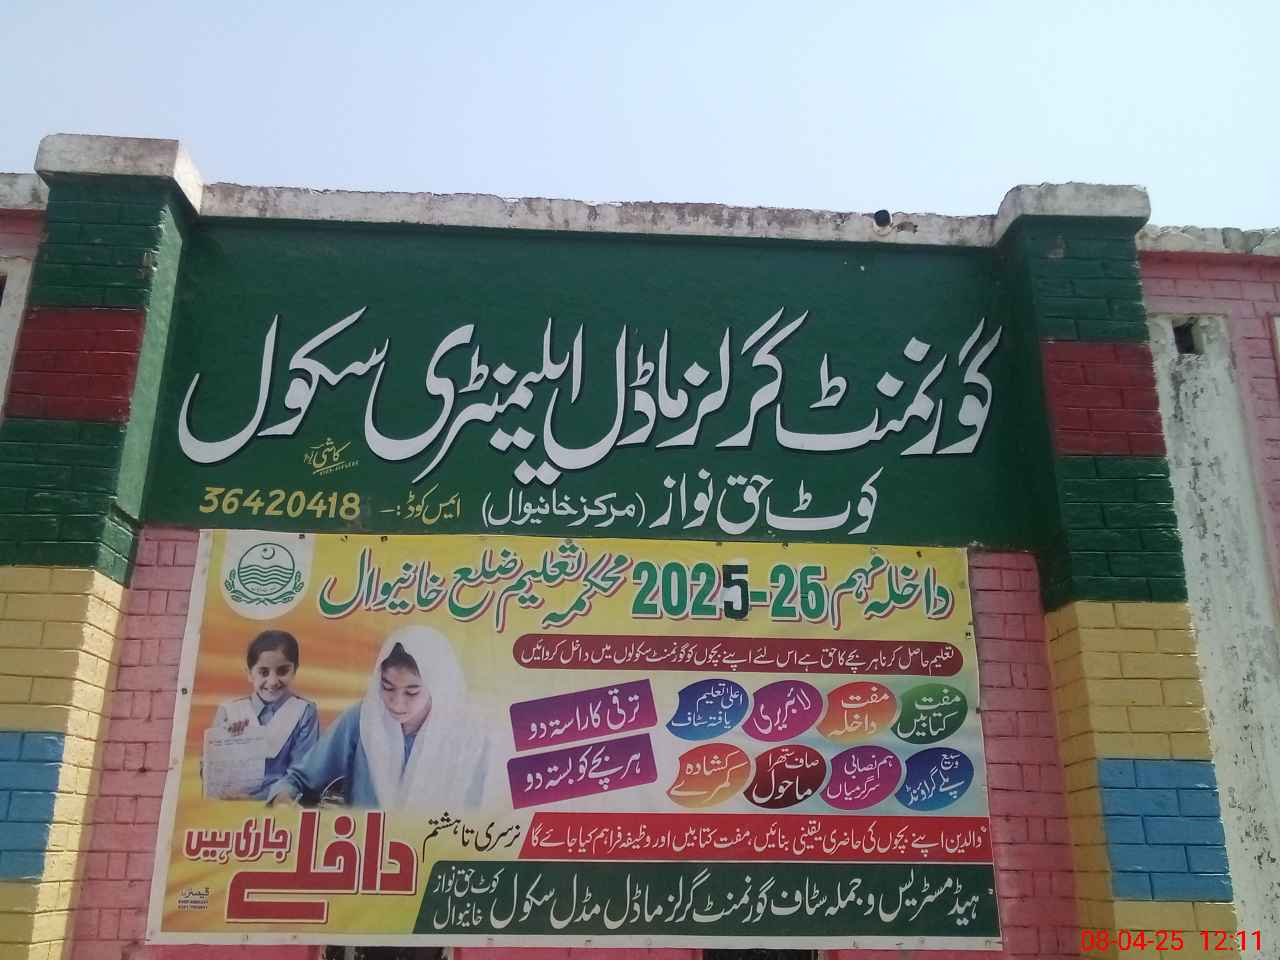 گورنمنٹ گرلز ماڈل ایلیمنٹری سکول
کوٹ حق نواز (مرکز خانیوال) ایمس کوڈ :- 36420418
کاشی
داخلہ مہم 2025-26 محکمہ تعلیم ضلع خانیوال
تعلیم حاصل کرنا ہر بچے کا حق ہے اس لئے اپنے بچوں کو گورنمنٹ سکولوں میں داخل کروائیں
مفت کتابیں
مفت داخلہ
لائبریری
اعلیٰ تعلیم یافتہ سٹاف
ترقی کا راستہ دو
وسیع پلے گراؤنڈ
ہم نصابی سرگرمیاں
صاف ستھرا ماحول
کشادہ کمرے
ہر بچے کو بستہ دو
والدین اپنے بچوں کی حاضری یقینی بنائیں، مفت کتابیں اور وظیفہ فراہم کیا جائے گا
نرسری تا ہشتم
داخلے جاری ہیں
ہیڈ مسٹریس و جملہ سٹاف گورنمنٹ گرلز ماڈل مڈل سکول کوٹ حق نواز خانیوال
08-04-25 12:11